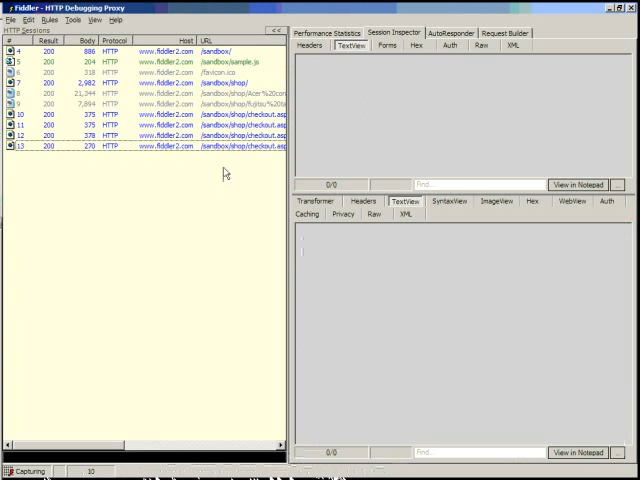 Fiddler - HTTP Debugging Proxy
File Edit Rules Tools View Help
HTTP Sessions <<
# Result Body Protocol Host URL
4 200 886 HTTP www.fiddler2.com /sandbox/
5 200 204 HTTP www.fiddler2.com /sandbox/sample.js
6 200 318 HTTP www.fiddler2.com /favicon.ico
7 200 2,982 HTTP www.fiddler2.com /sandbox/shop/
8 200 21,344 HTTP www.fiddler2.com /sandbox/shop/Acer%20con
9 200 7,894 HTTP www.fiddler2.com /sandbox/shop/fujitsu%20ta
10 200 375 HTTP www.fiddler2.com /sandbox/shop/checkout.asp
11 200 375 HTTP www.fiddler2.com /sandbox/shop/checkout.asp
12 200 378 HTTP www.fiddler2.com /sandbox/shop/checkout.asp
13 200 270 HTTP www.fiddler2.com /sandbox/shop/checkout.asp
Performance Statistics Session Inspector AutoResponder Request Builder
Headers TextView Forms Hex Auth Raw XML
0/0 Find... View in Notepad ...
Transformer Headers TextView SyntaxView ImageView Hex WebView Auth
Caching Privacy Raw XML
0/0 Find... View in Notepad ...
Capturing 10